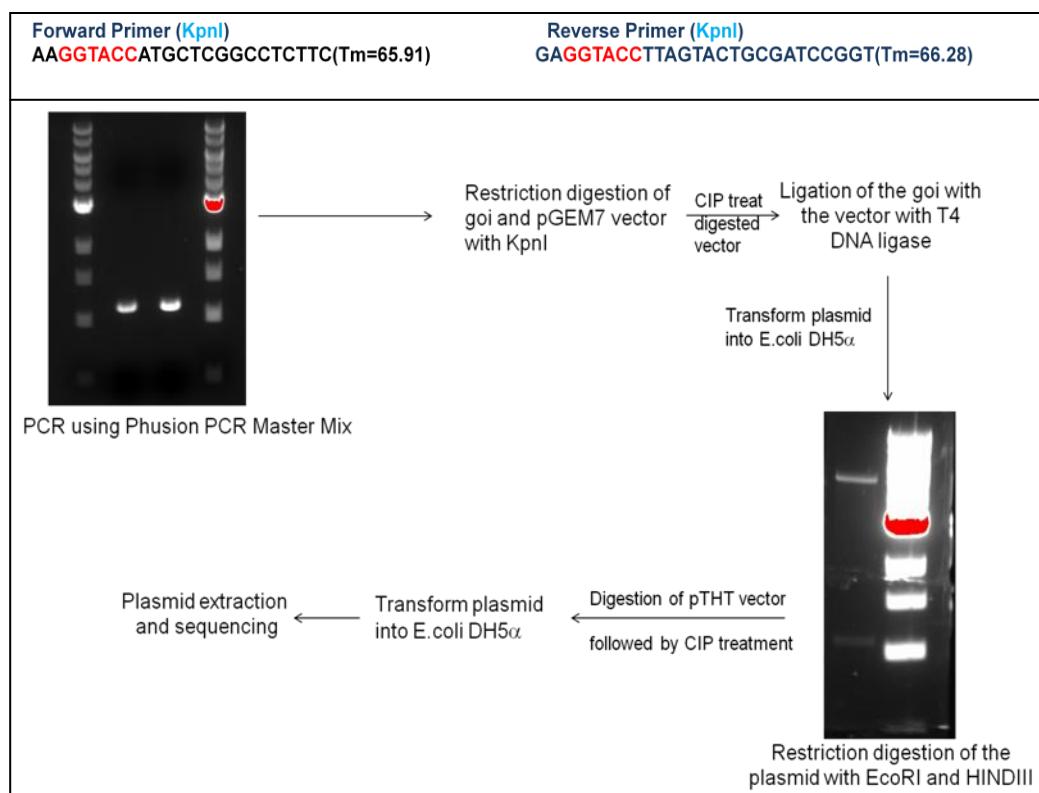 Forward Primer (KpnI)
AAGGTACCATGCTCGGCCTCTTC(Tm=65.91)
Reverse Primer (KpnI)
GAGGTACCTTAGTACTGCGATCCGGT(Tm=66.28)
PCR using Phusion PCR Master Mix
Restriction digestion of
goi and pGEM7 vector
with KpnI
CIP treat
digested
vector
Ligation of the goi with
the vector with T4
DNA ligase
Transform plasmid
into E.coli DH5α
Restriction digestion of the
plasmid with EcoRI and HINDIII
Digestion of pTHT vector
followed by CIP treatment
Transform plasmid
into E.coli DH5α
Plasmid extraction
and sequencing